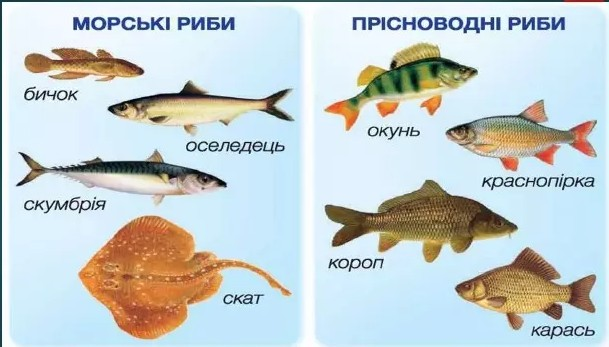 МОРСЬКІ РИБИ
бичок
оселедець
скумбрія
скат
ПРІСНОВОДНІ РИБИ
окунь
краснопірка
короп
карась